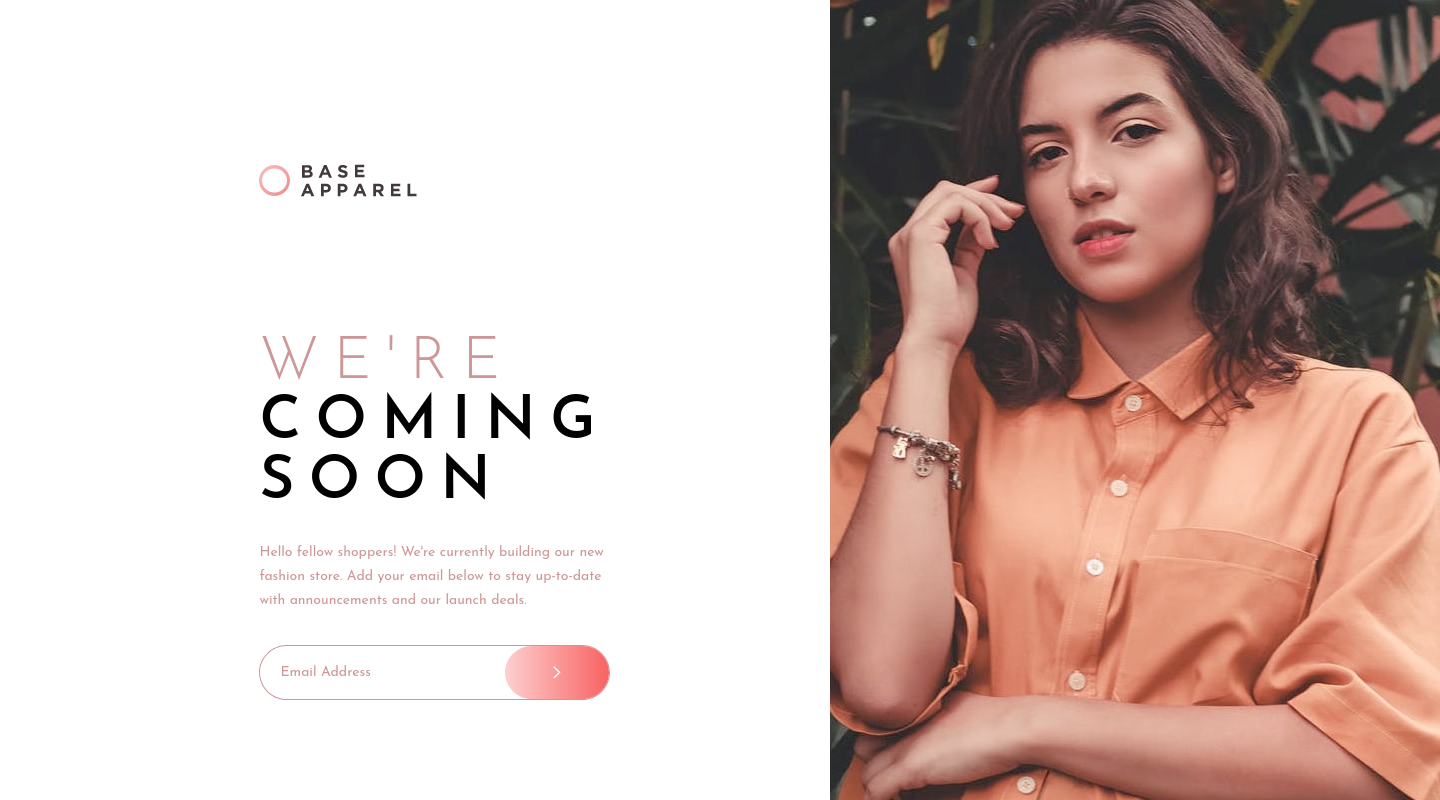 BASE
APPAREL
WE'RE
COMING
SOON
Hello fellow shoppers! We're currently building our new
fashion store. Add your email below to stay up-to-date
with announcements and our launch deals.
Email Address